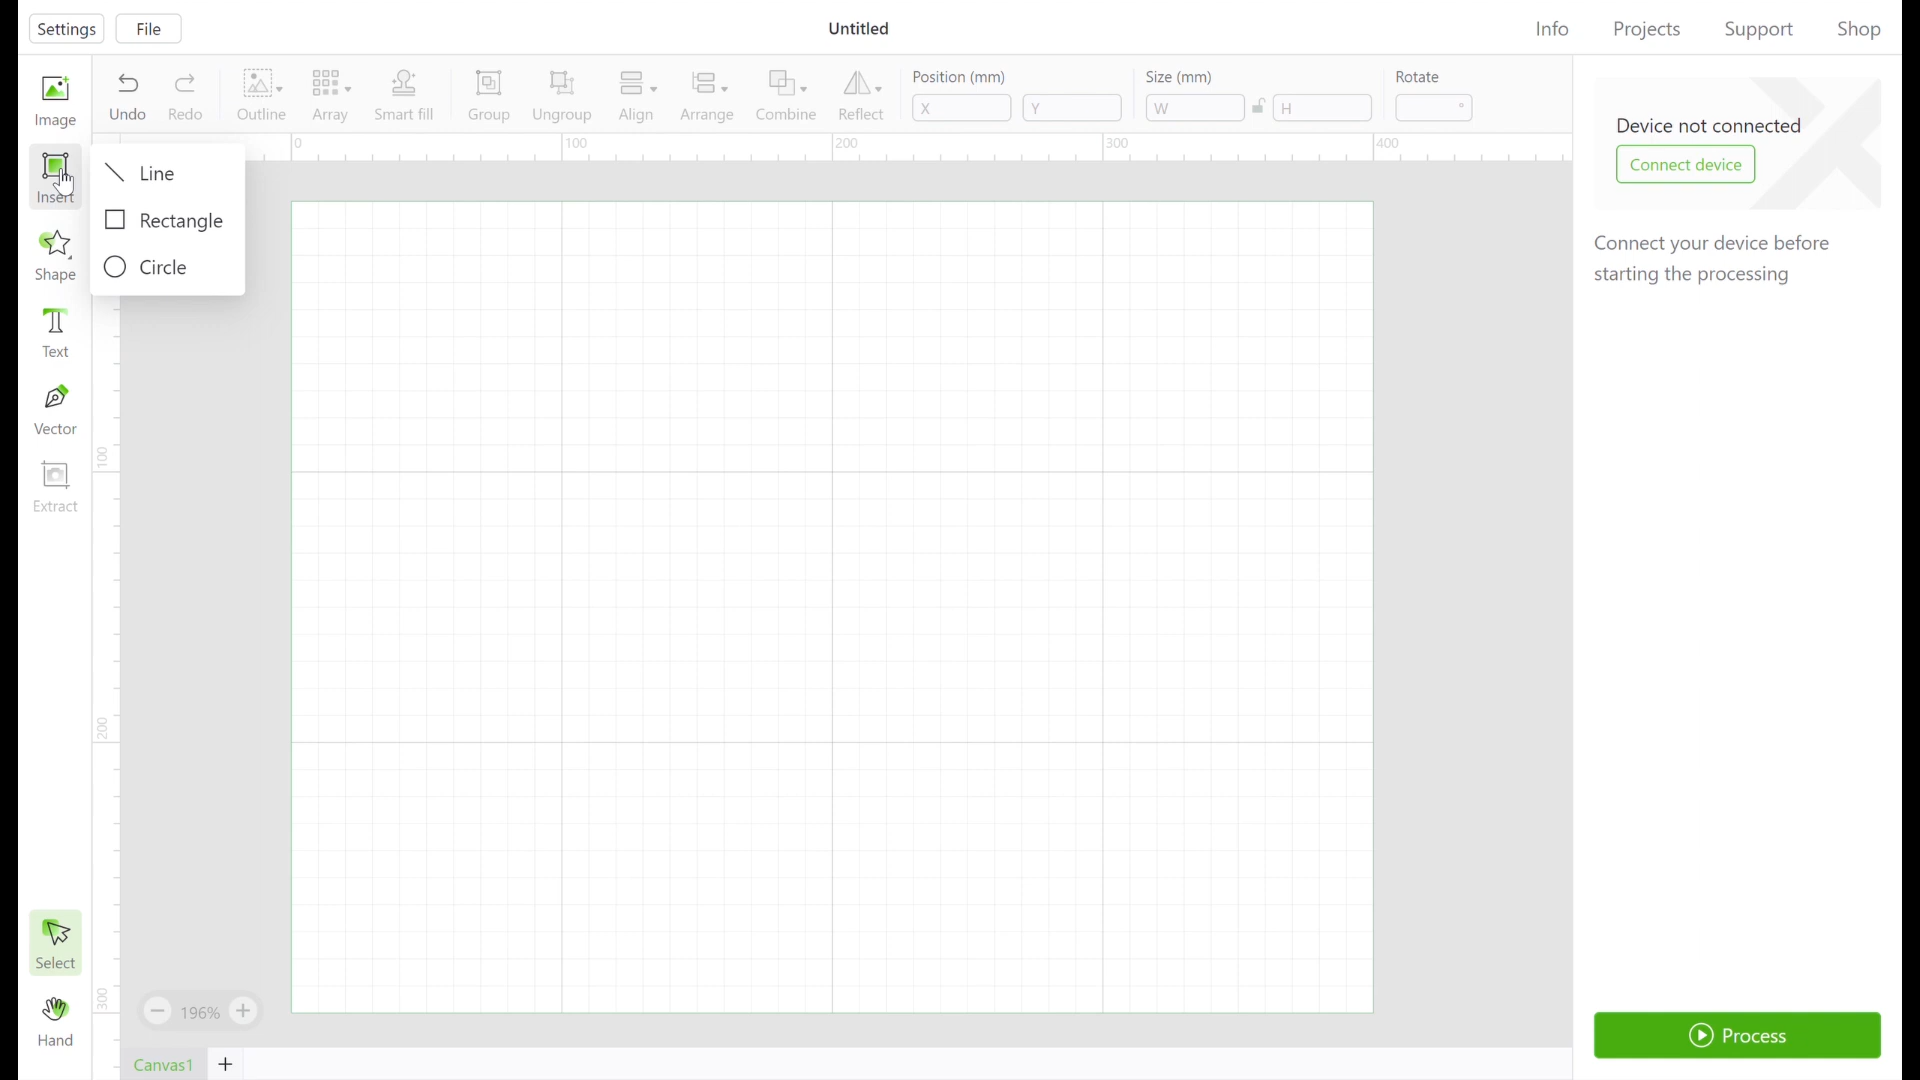 Settings
File
Untitled
Info
Projects
Support
Shop
Image
Undo
Redo
Outline
Array
Smart fill
Group
Ungroup
Align
Arrange
Combine
Reflect
Position (mm)
X
Y
Size (mm)
W
H
Rotate
°
0
100
200
300
400
Device not connected
Connect device
Connect your device before
starting the processing
Insert
Line
Rectangle
Circle
Shape
Text
Vector
Extract
100
200
300
Select
Hand
196%
Canvas1
Process